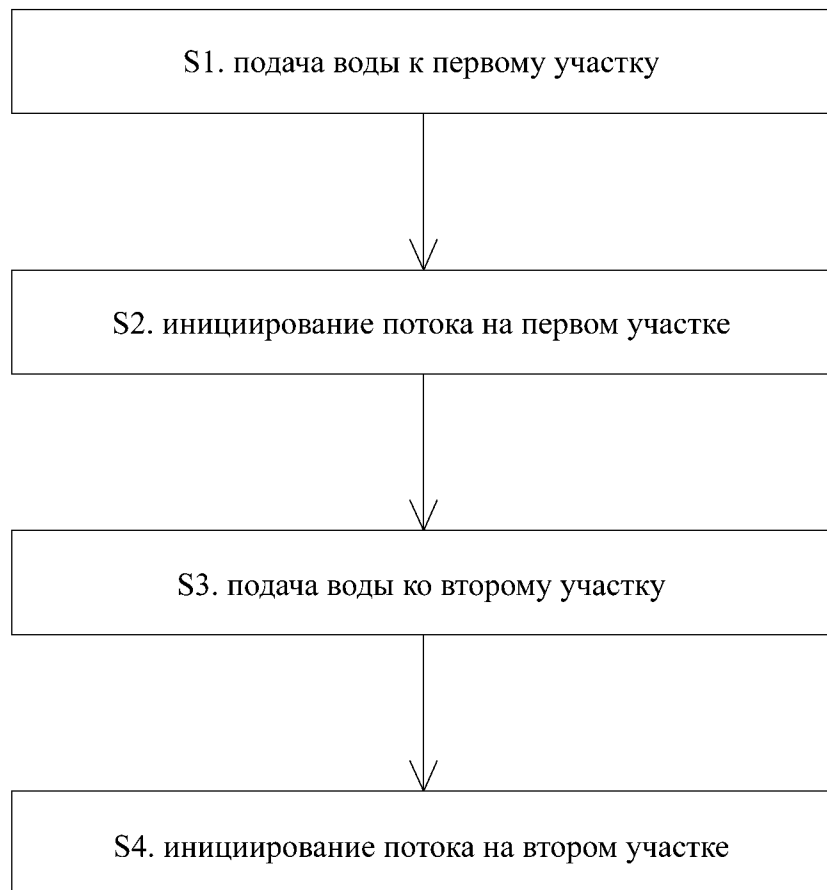 S1. подача воды к первому участку
S2. инициирование потока на первом участке
S3. подача воды ко второму участку
S4. инициирование потока на втором участке